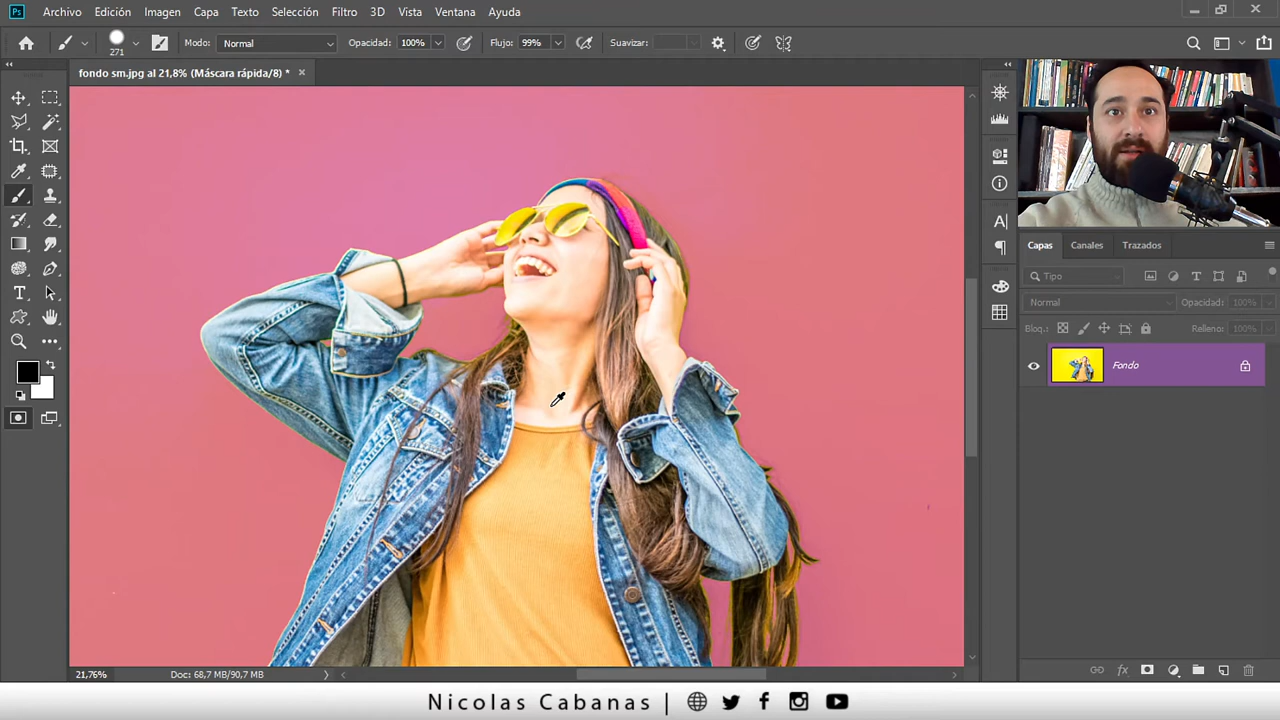 Ps Archivo Edición Imagen Capa Texto Selección Filtro 3D Vista Ventana Ayuda
271 Modo: Normal Opacidad: 100% Flujo: 99% Suavizar:
fondo sm.jpg al 21,8% (Máscara rápida/8) *
Capas Canales Trazados
Tipo
Normal Opacidad: 100%
Bloq.: Relleno: 100%
Fondo
21,76% Doc: 68,7 MB/90,7 MB
Nicolas Cabanas |